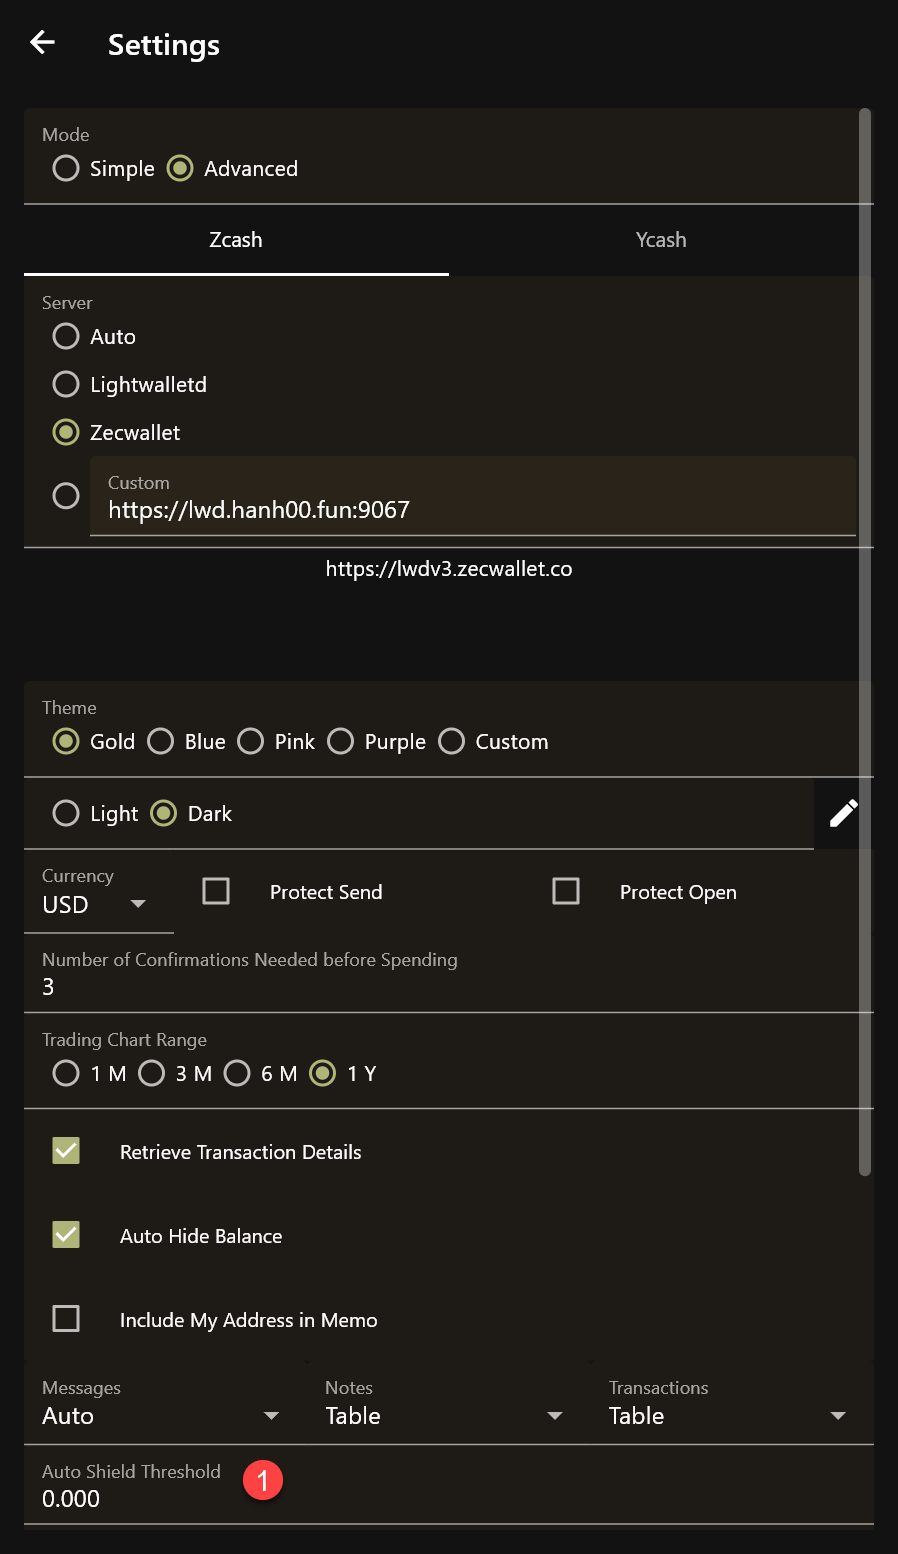 Settings
Mode
Simple Advanced
Zcash Ycash
Server
Auto
Lightwalletd
Zecwallet
Custom
https://lwd.hanh00.fun:9067
https://lwdv3.zecwallet.co
Theme
Gold Blue Pink Purple Custom
Light Dark
Currency
USD Protect Send Protect Open
Number of Confirmations Needed before Spending
3
Trading Chart Range
1 M 3 M 6 M 1 Y
Retrieve Transaction Details
Auto Hide Balance
Include My Address in Memo
Messages Notes Transactions
Auto Table Table
Auto Shield Threshold 1
0.000